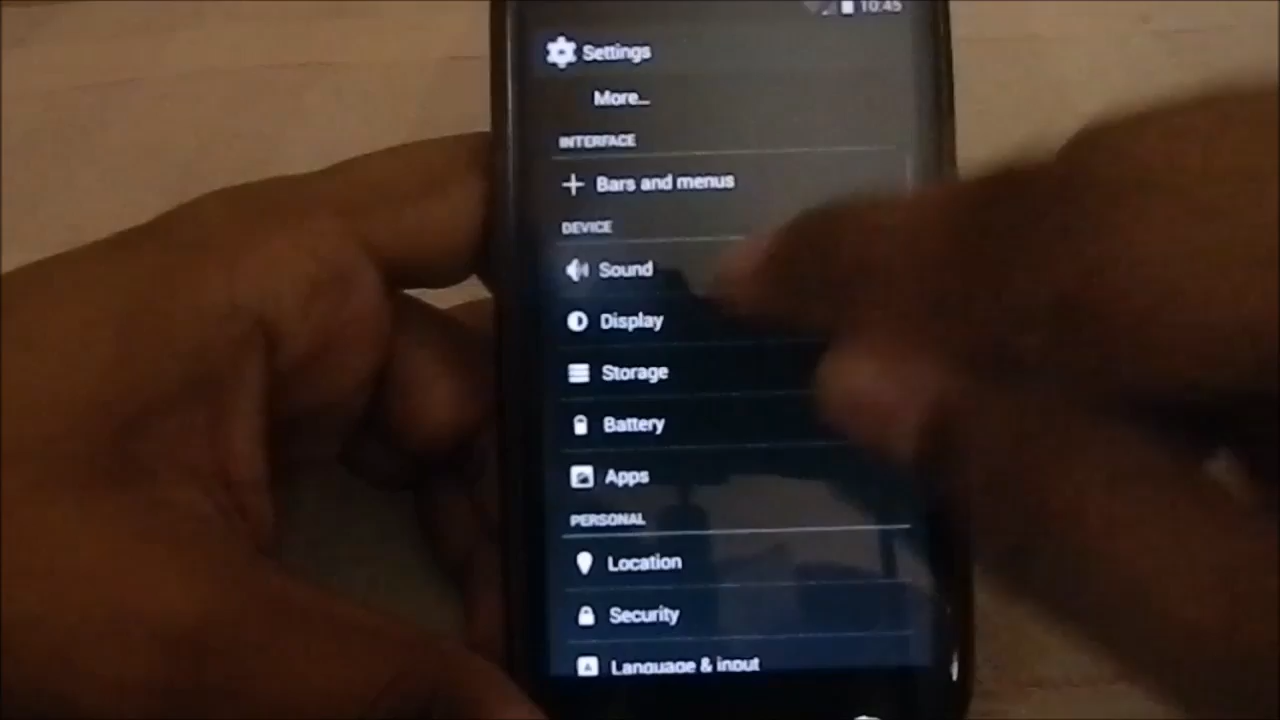 10:45
Settings
More...
INTERFACE
Bars and menus
DEVICE
Sound
Display
Storage
Battery
Apps
PERSONAL
Location
Security
Language & input